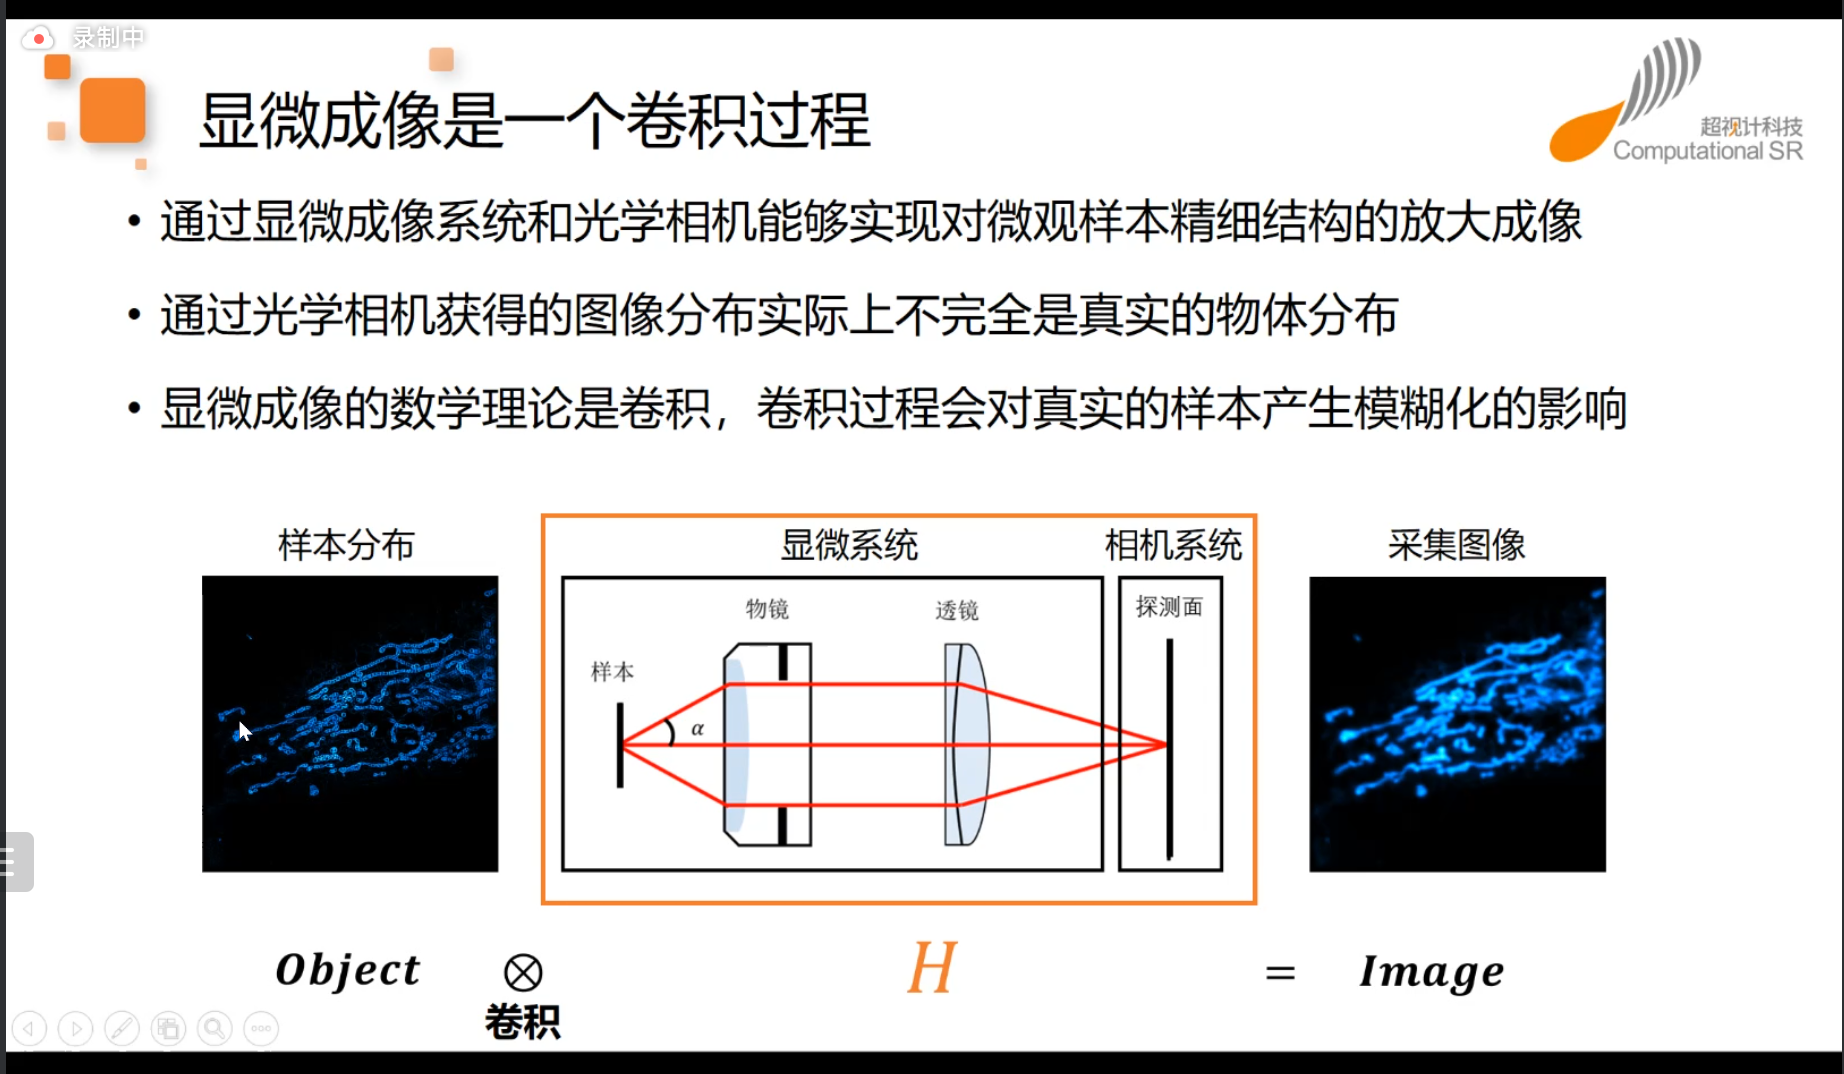 录制中
显微成像是一个卷积过程
超视计科技
Computational SR
• 通过显微成像系统和光学相机能够实现对微观样本精细结构的放大成像
• 通过光学相机获得的图像分布实际上不完全是真实的物体分布
• 显微成像的数学理论是卷积，卷积过程会对真实的样本产生模糊化的影响
样本分布
显微系统
相机系统
采集图像
物镜
透镜
探测面
样本
α
Object ⊗ H = Image
卷积